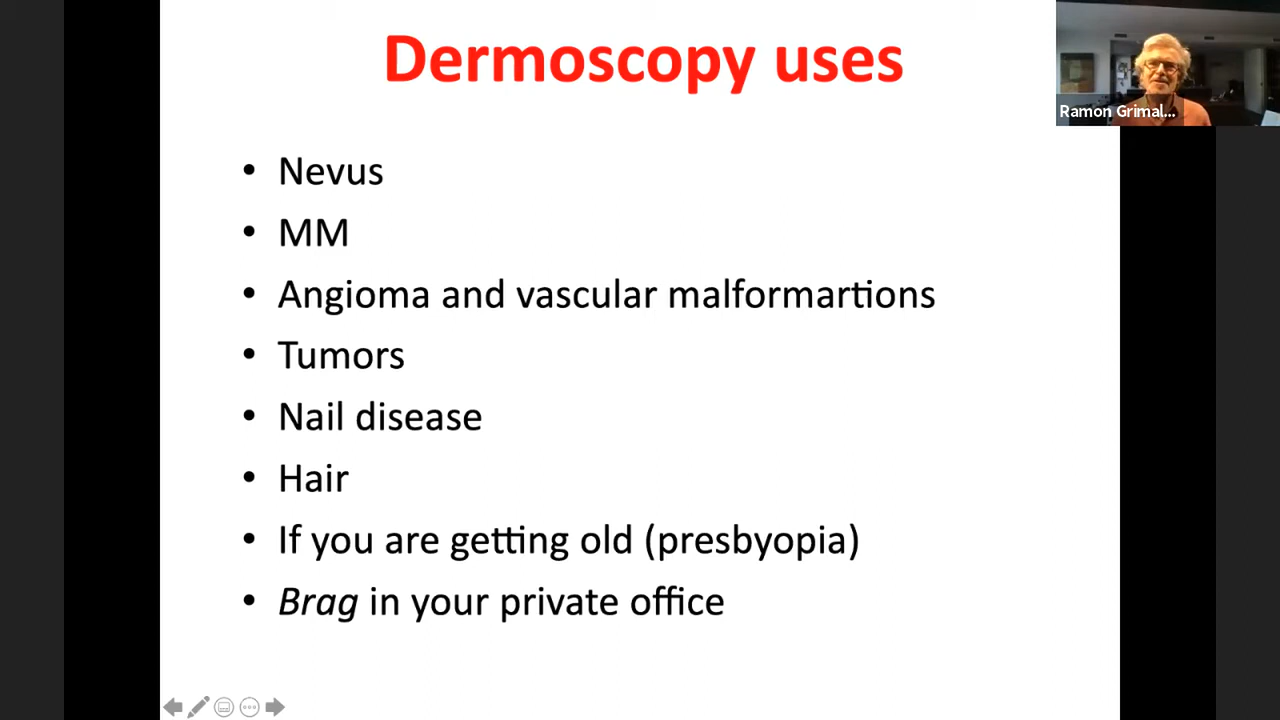 Dermoscopy uses
Ramon Grimal...
• Nevus
• MM
• Angioma and vascular malformartions
• Tumors
• Nail disease
• Hair
• If you are getting old (presbyopia)
• Brag in your private office